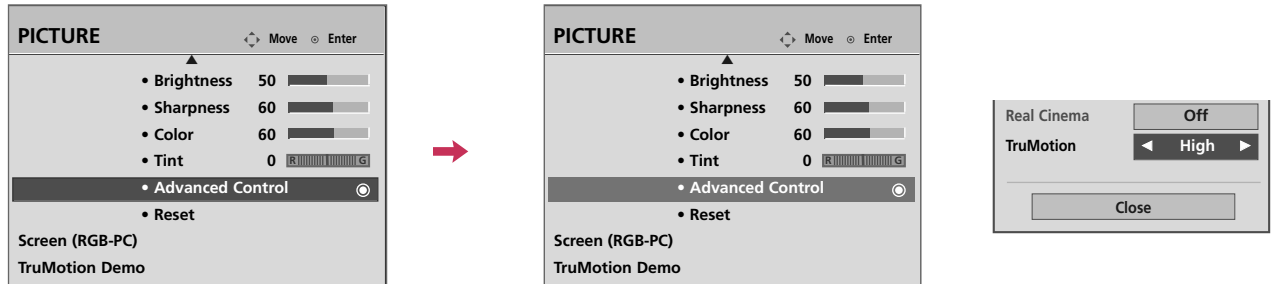 PICTURE Move Enter
• Brightness 50
• Sharpness 60
• Color 60
• Tint 0 R G
• Advanced Control
• Reset
Screen (RGB-PC)
TruMotion Demo
PICTURE Move Enter
• Brightness 50
• Sharpness 60
• Color 60
• Tint 0 R G
• Advanced Control
• Reset
Screen (RGB-PC)
TruMotion Demo
Real Cinema Off
TruMotion ◀ High ▶
Close